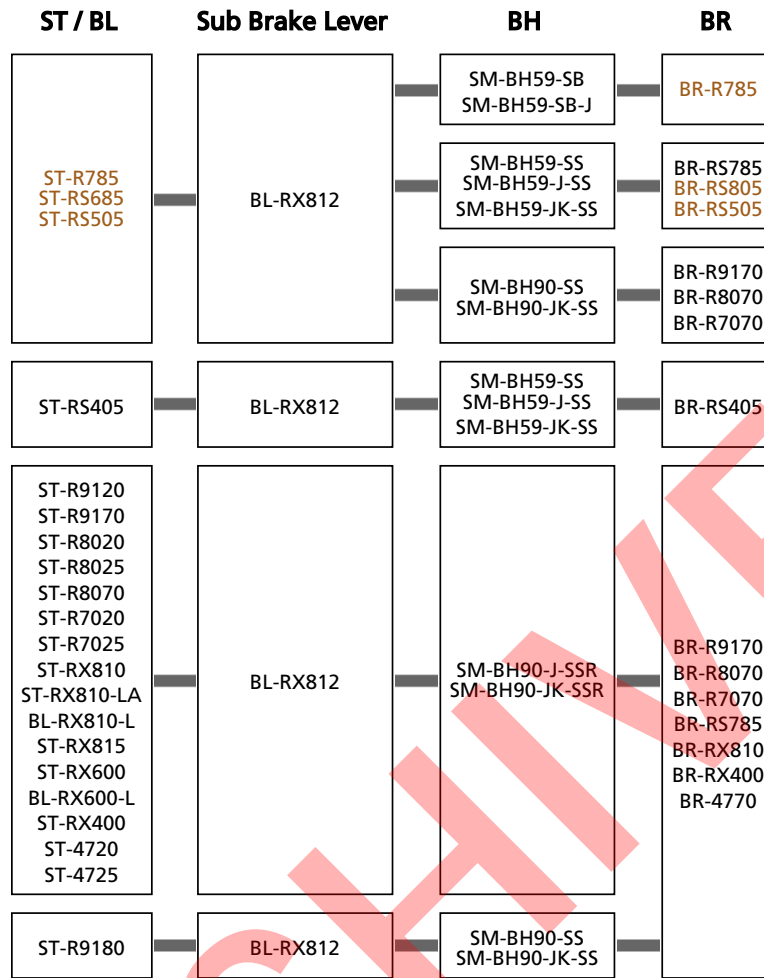 ST / BL Sub Brake Lever BH BR
ST-R785
ST-RS685
ST-RS505
BL-RX812
SM-BH59-SB
SM-BH59-SB-J
BR-R785
SM-BH59-SS
SM-BH59-J-SS
SM-BH59-JK-SS
BR-RS785
BR-RS805
BR-RS505
SM-BH90-SS
SM-BH90-JK-SS
BR-R9170
BR-R8070
BR-R7070
ST-RS405
BL-RX812
SM-BH59-SS
SM-BH59-J-SS
SM-BH59-JK-SS
BR-RS405
ST-R9120
ST-R9170
ST-R8020
ST-R8025
ST-R8070
ST-R7020
ST-R7025
ST-RX810
ST-RX810-LA
BL-RX810-L
ST-RX815
ST-RX600
BL-RX600-L
ST-RX400
ST-4720
ST-4725
BL-RX812
SM-BH90-J-SSR
SM-BH90-JK-SSR
BR-R9170
BR-R8070
BR-R7070
BR-RS785
BR-RX810
BR-RX400
BR-4770
ST-R9180
BL-RX812
SM-BH90-SS
SM-BH90-JK-SS